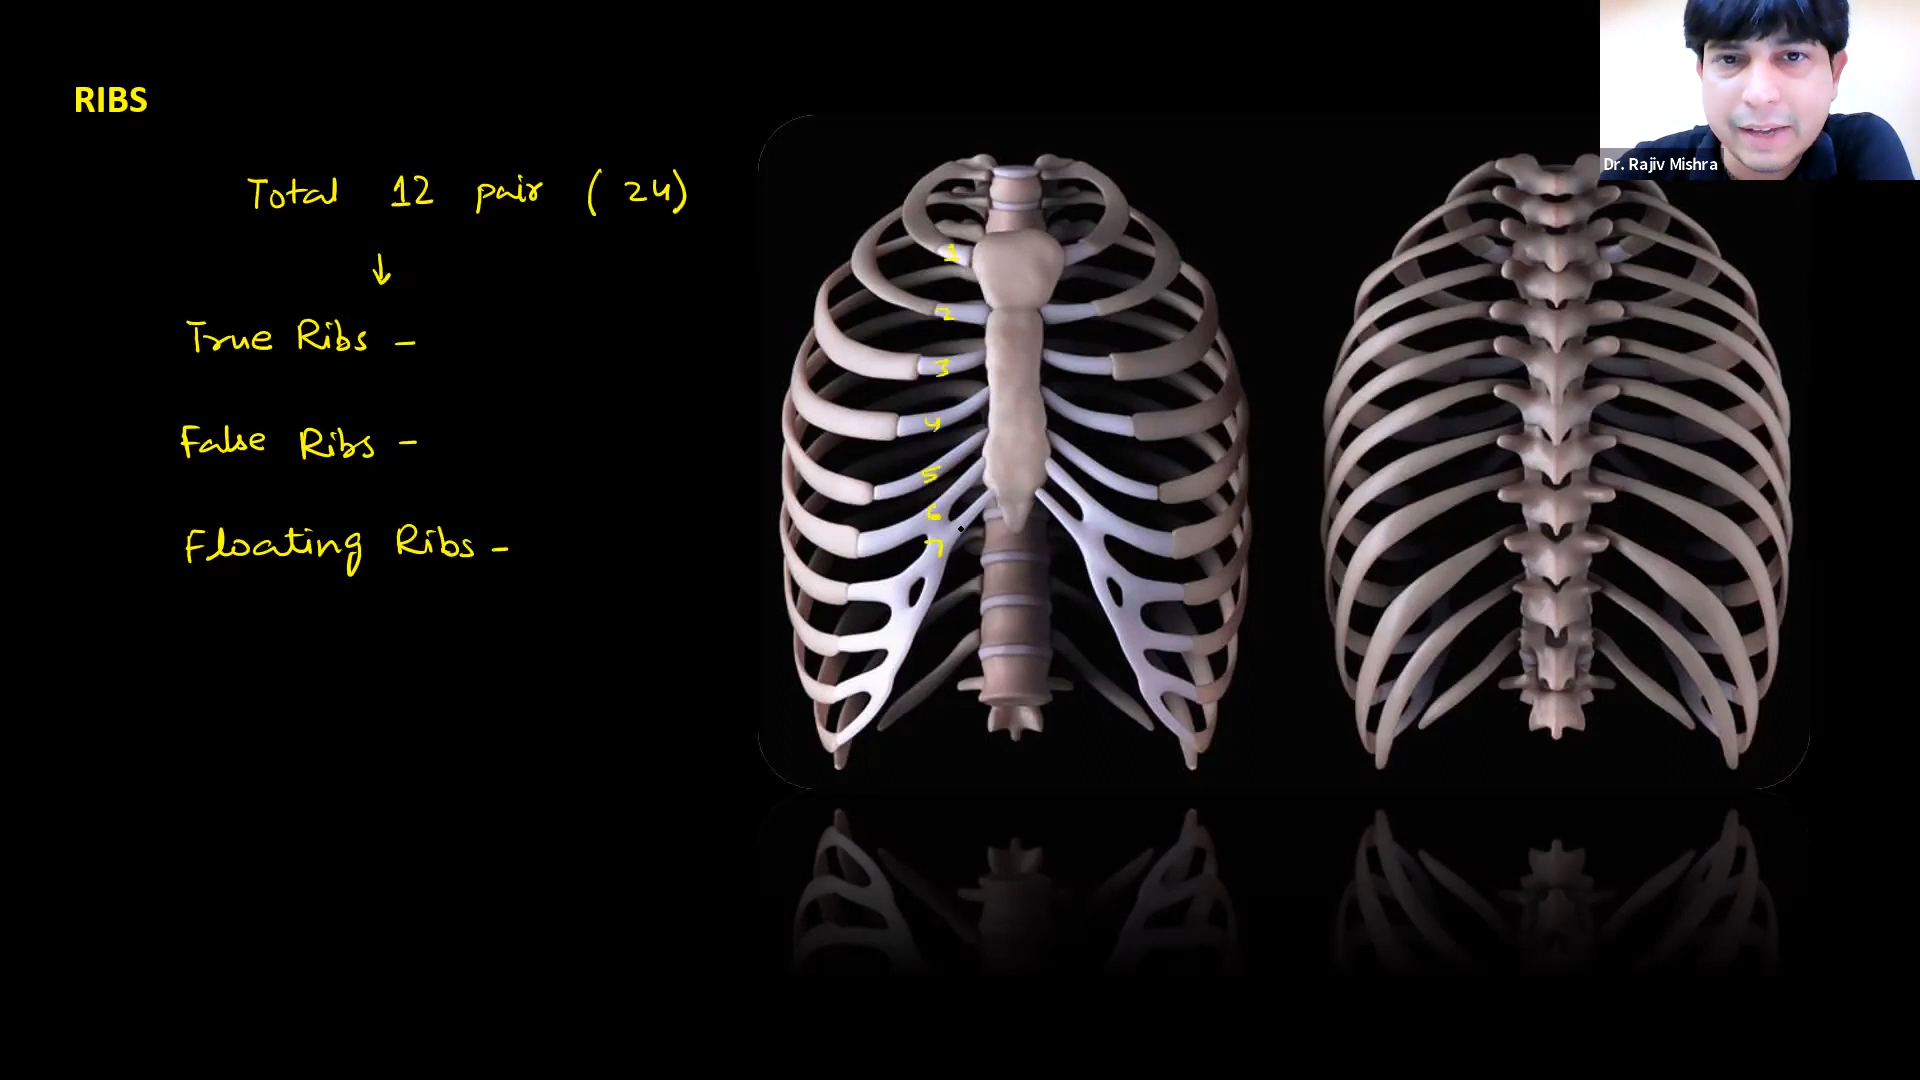 RIBS
Total 12 pair (24)
↓
True Ribs -
False Ribs -
Floating Ribs -
1
2
3
4
5
6
7
Dr. Rajiv Mishra